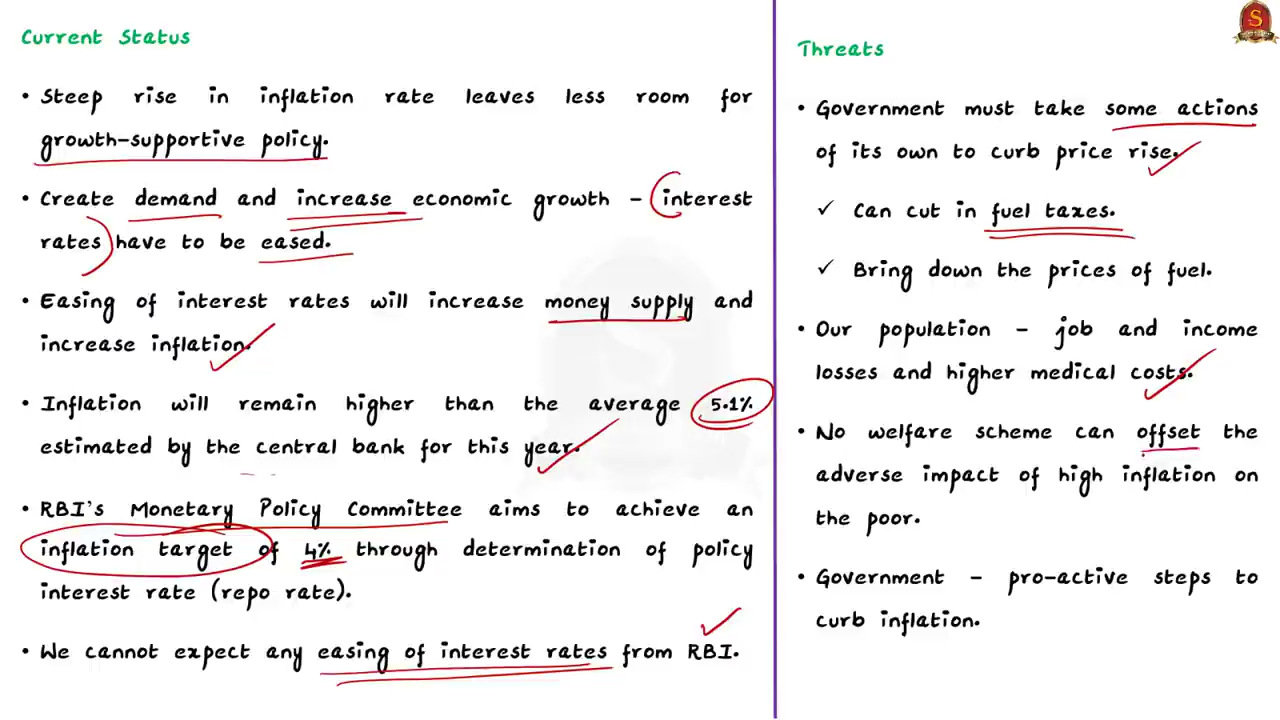 Current Status
• Steep rise in inflation rate leaves less room for
growth-supportive policy.
• Create demand and increase economic growth - interest
rates have to be eased.
• Easing of interest rates will increase money supply and
increase inflation.
• Inflation will remain higher than the average 5.1%
estimated by the central bank for this year.
• RBI's Monetary Policy Committee aims to achieve an
inflation target of 4% through determination of policy
interest rate (repo rate).
• We cannot expect any easing of interest rates from RBI.
Threats
• Government must take some actions
of its own to curb price rise.
✓ Can cut in fuel taxes.
✓ Bring down the prices of fuel.
• Our population - job and income
losses and higher medical costs.
• No welfare scheme can offset the
adverse impact of high inflation on
the poor.
• Government - pro-active steps to
curb inflation.
S